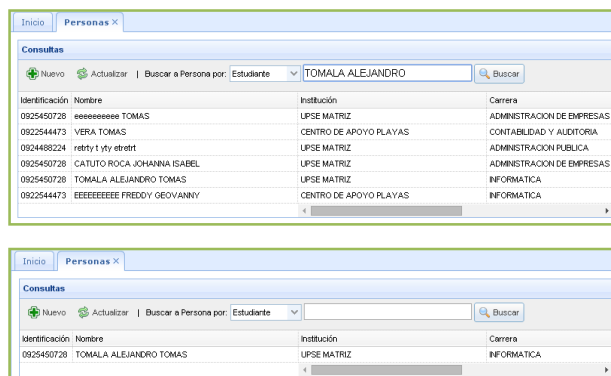 Inicio Personas ×
Consultas
Nuevo Actualizar | Buscar a Persona por: Estudiante TOMALA ALEJANDRO Buscar
Identificación Nombre Institución Carrera
0925450728 eeeeeeeeee TOMAS UPSE MATRIZ ADMINISTRACION DE EMPRESAS
0922544473 VERA TOMAS CENTRO DE APOYO PLAYAS CONTABILIDAD Y AUDITORIA
0924488224 retrty t yty etretrt UPSE MATRIZ ADMINISTRACION PUBLICA
0925450728 CATUTO ROCA JOHANNA ISABEL UPSE MATRIZ ADMINISTRACION DE EMPRESAS
0925450728 TOMALA ALEJANDRO TOMAS UPSE MATRIZ INFORMATICA
0922544473 EEEEEEEEEE FREDDY GEOVANNY CENTRO DE APOYO PLAYAS INFORMATICA
Inicio Personas ×
Consultas
Nuevo Actualizar | Buscar a Persona por: Estudiante Buscar
Identificación Nombre Institución Carrera
0925450728 TOMALA ALEJANDRO TOMAS UPSE MATRIZ INFORMATICA